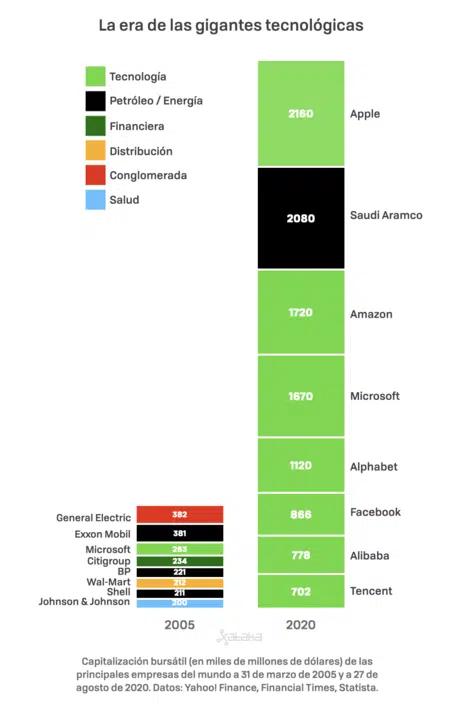 La era de las gigantes tecnológicas
Tecnología
Petróleo / Energía
Financiera
Distribución
Conglomerada
Salud
2160 Apple
2080 Saudi Aramco
1720 Amazon
1670 Microsoft
1120 Alphabet
866 Facebook
778 Alibaba
702 Tencent
General Electric 382
Exxon Mobil 381
Microsoft 263
Citigroup 234
BP 221
Wal-Mart 212
Shell 211
Johnson & Johnson 200
2005 2020
xataka
Capitalización bursátil (en miles de millones de dólares) de las
principales empresas del mundo a 31 de marzo de 2005 y a 27 de
agosto de 2020. Datos: Yahoo! Finance, Financial Times, Statista.